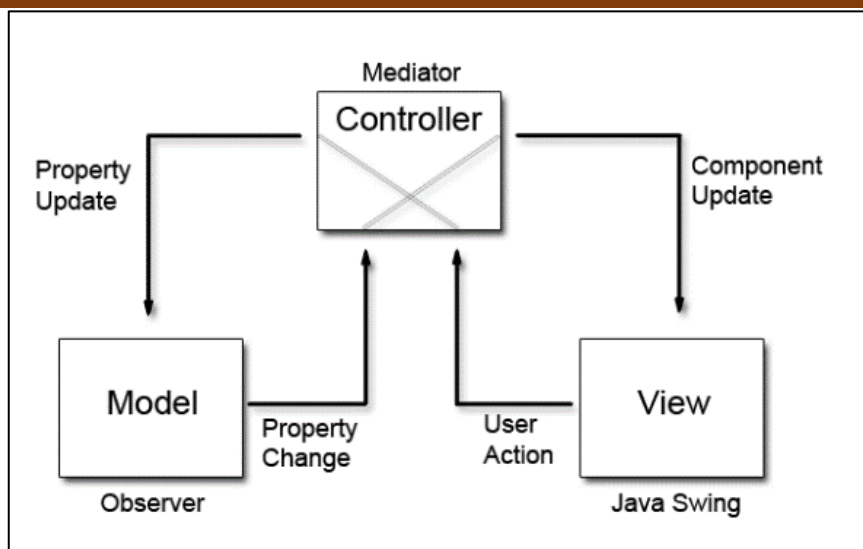 Mediator
Controller
Property
Update
Component
Update
Model
Property
Change
User
Action
View
Observer
Java Swing